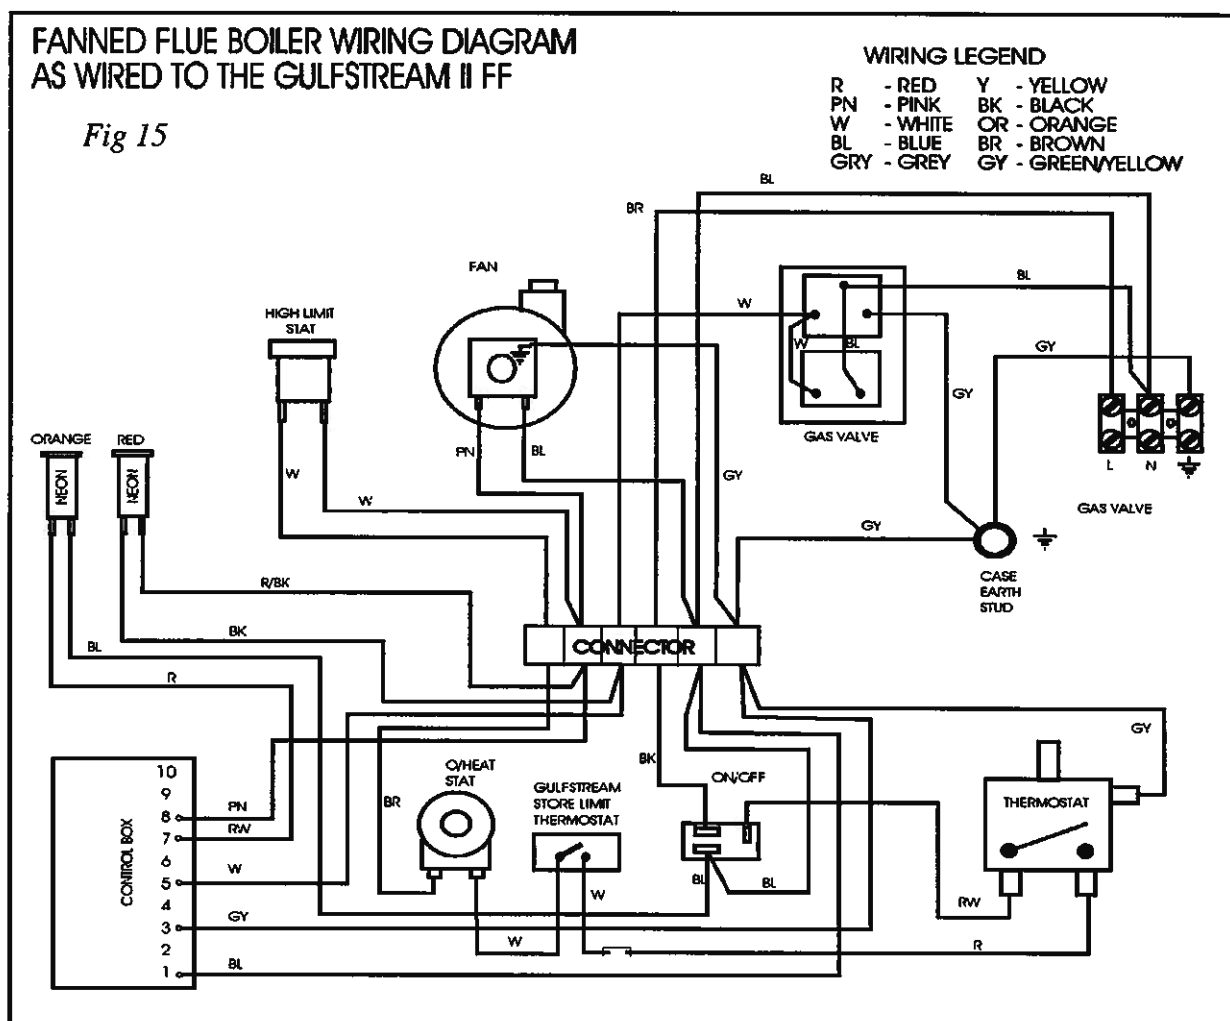 FANNED FLUE BOILER WIRING DIAGRAM
AS WIRED TO THE GULFSTREAM II FF
Fig 15
WIRING LEGEND
R - RED Y - YELLOW
PN - PINK BK - BLACK
W - WHITE OR - ORANGE
BL - BLUE BR - BROWN
GRY - GREY GY - GREEN/YELLOW
BL
BR
FAN
BL
W
HIGH LIMIT
STAT
W
BL
GY
GY
GAS VALVE
ORANGE
RED
NEON
NEON
PN
BL
W
W
GY
L
N
GAS VALVE
GY
CASE
EARTH
STUD
R/BK
BK
BL
R
CONNECTOR
GY
BK
ON/OFF
O/HEAT
STAT
GULFSTREAM
STORE LIMIT
THERMOSTAT
THERMOSTAT
BR
CONTROL BOX
10
9
8
7
6
5
4
3
2
1
PN
RW
W
GY
BL
BL
BL
W
W
RW
R